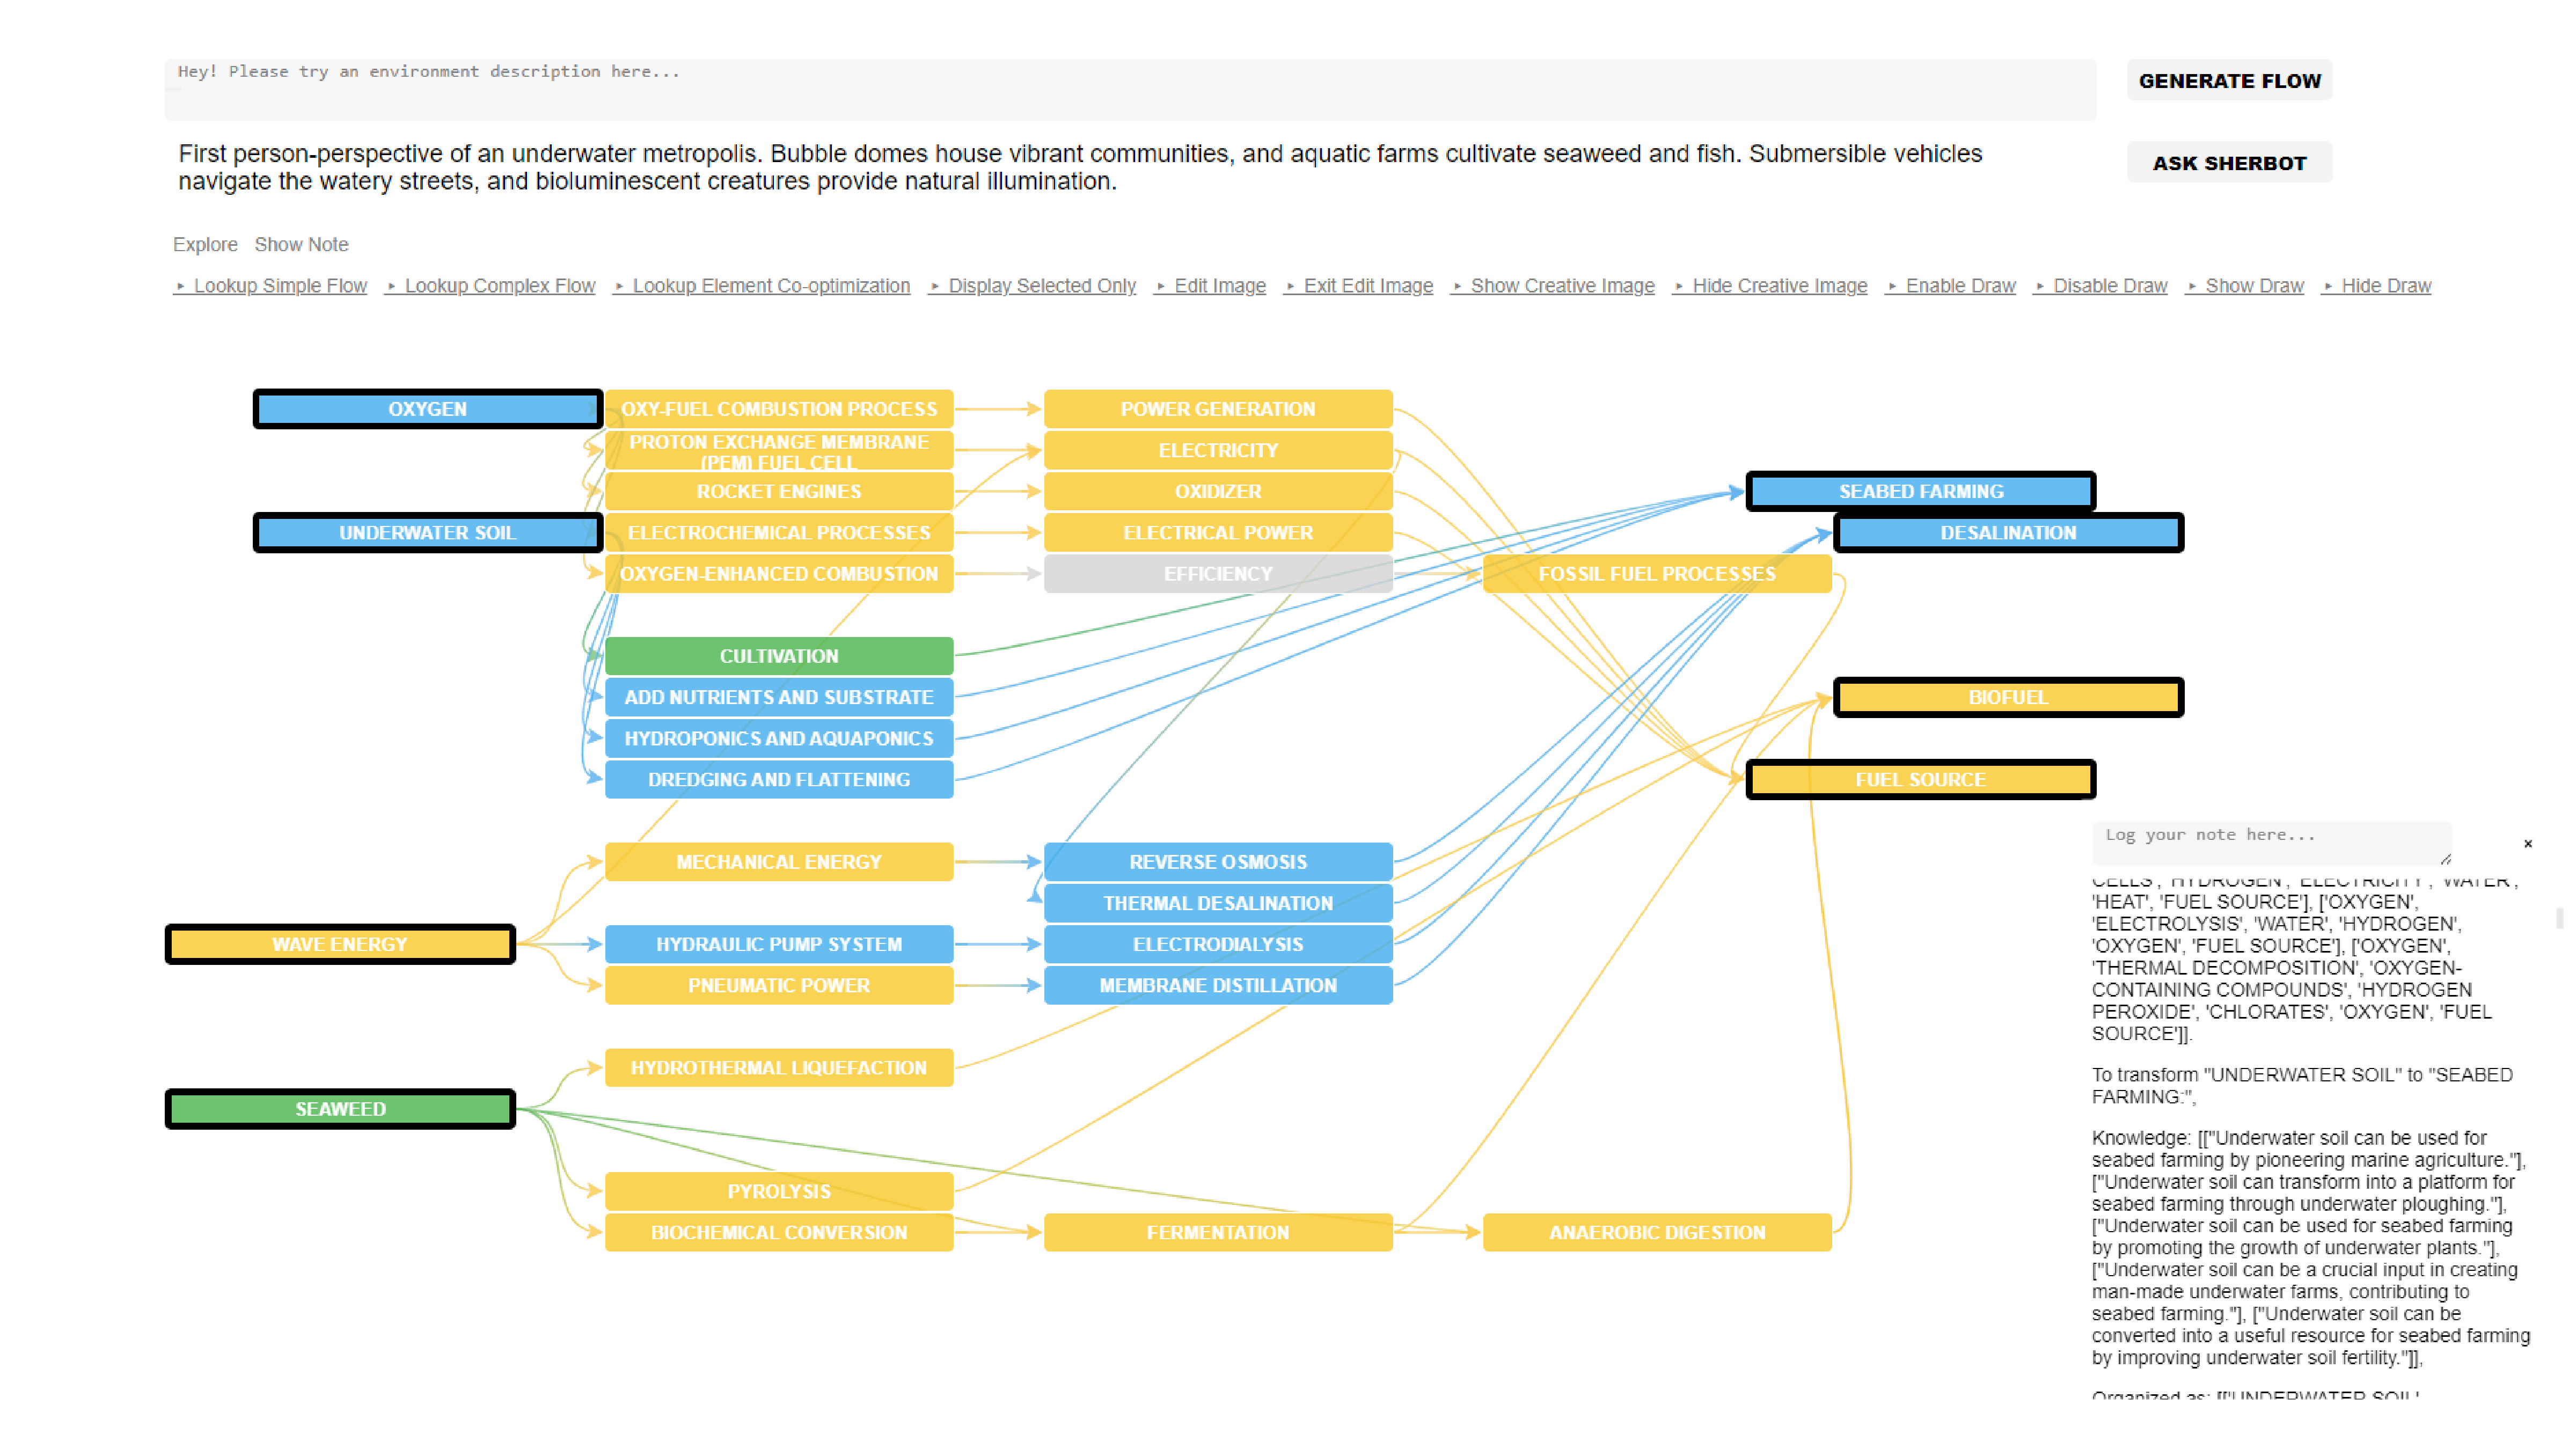 Hey! Please try an environment description here...
GENERATE FLOW
First person-perspective of an underwater metropolis. Bubble domes house vibrant communities, and aquatic farms cultivate seaweed and fish. Submersible vehicles
navigate the watery streets, and bioluminescent creatures provide natural illumination.
ASK SHERBOT
Explore Show Note
‣ Lookup Simple Flow ‣ Lookup Complex Flow ‣ Lookup Element Co-optimization ‣ Display Selected Only ‣ Edit Image ‣ Exit Edit Image ‣ Show Creative Image ‣ Hide Creative Image ‣ Enable Draw ‣ Disable Draw ‣ Show Draw ‣ Hide Draw
OXYGEN
OXY-FUEL COMBUSTION PROCESS
POWER GENERATION
PROTON EXCHANGE MEMBRANE
(PEM) FUEL CELL
ELECTRICITY
ROCKET ENGINES
OXIDIZER
SEABED FARMING
UNDERWATER SOIL
ELECTROCHEMICAL PROCESSES
ELECTRICAL POWER
DESALINATION
OXYGEN-ENHANCED COMBUSTION
EFFICIENCY
FOSSIL FUEL PROCESSES
CULTIVATION
ADD NUTRIENTS AND SUBSTRATE
BIOFUEL
HYDROPONICS AND AQUAPONICS
DREDGING AND FLATTENING
FUEL SOURCE
MECHANICAL ENERGY
REVERSE OSMOSIS
THERMAL DESALINATION
WAVE ENERGY
HYDRAULIC PUMP SYSTEM
ELECTRODIALYSIS
PNEUMATIC POWER
MEMBRANE DISTILLATION
HYDROTHERMAL LIQUEFACTION
SEAWEED
PYROLYSIS
BIOCHEMICAL CONVERSION
FERMENTATION
ANAEROBIC DIGESTION
Log your note here...
×
CELLS', 'HYDROGEN', 'ELECTRICITY', 'WATER',
'HEAT', 'FUEL SOURCE'], ['OXYGEN',
'ELECTROLYSIS', 'WATER', 'HYDROGEN',
'OXYGEN', 'FUEL SOURCE'], ['OXYGEN',
'THERMAL DECOMPOSITION', 'OXYGEN-
CONTAINING COMPOUNDS', 'HYDROGEN
PEROXIDE', 'CHLORATES', 'OXYGEN', 'FUEL
SOURCE']].
To transform "UNDERWATER SOIL" to "SEABED
FARMING:",
Knowledge: [["Underwater soil can be used for
seabed farming by pioneering marine agriculture."],
["Underwater soil can transform into a platform for
seabed farming through underwater ploughing."],
["Underwater soil can be used for seabed farming
by promoting the growth of underwater plants."],
["Underwater soil can be a crucial input in creating
man-made underwater farms, contributing to
seabed farming."], ["Underwater soil can be
converted into a useful resource for seabed farming
by improving underwater soil fertility."]],
Organized as: [['UNDERWATER SOIL',